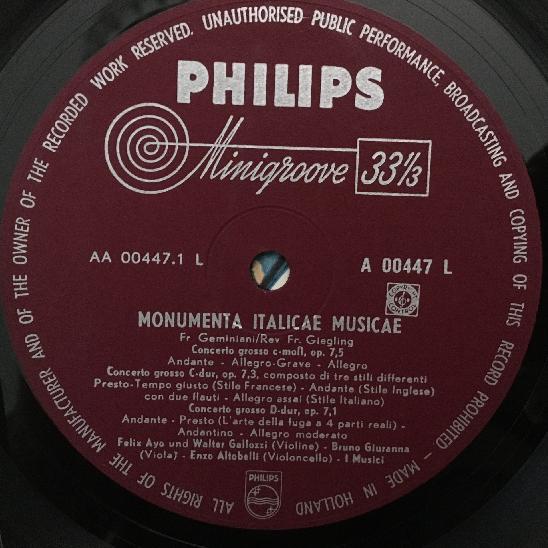 ALL RIGHTS OF THE MANUFACTURER AND OF THE OWNER OF THE RECORDED WORK RESERVED. UNAUTHORISED PUBLIC PERFORMANCE, BROADCASTING AND COPYING OF THIS RECORD PROHIBITED - MADE IN HOLLAND
PHILIPS
Minigroove 33⅓
AA 00447.1 L
A 00447 L
MONUMENTA ITALICAE MUSICAE
Fr Geminiani/Rev Fr. Giegling
Concerto grosso c-moll, op. 7,5
Andante - Allegro-Grave - Allegro
Concerto grosso C-dur, op. 7,3, composto di tre stili differenti
Presto-Tempo giusto (Stile Francese) - Andante (Stile Inglese)
con due flauti - Allegro assai (Stile Italiano)
Concerto grosso D-dur, op. 7,1
Andante - Presto (L'arte della fuga a 4 parti reali) -
Andantino - Allegro moderato
Felix Ayo und Walter Gallozzi (Violine) - Bruno Giuranna
(Viola) - Enzo Altobelli (Violoncello) - I Musici
PHILIPS